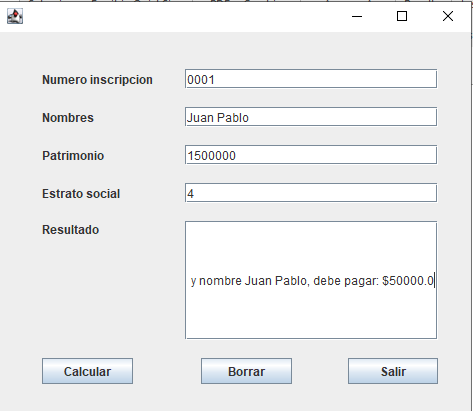 Numero inscripcion 0001
Nombres Juan Pablo
Patrimonio 1500000
Estrato social 4
Resultado
y nombre Juan Pablo, debe pagar: $50000.0
Calcular Borrar Salir